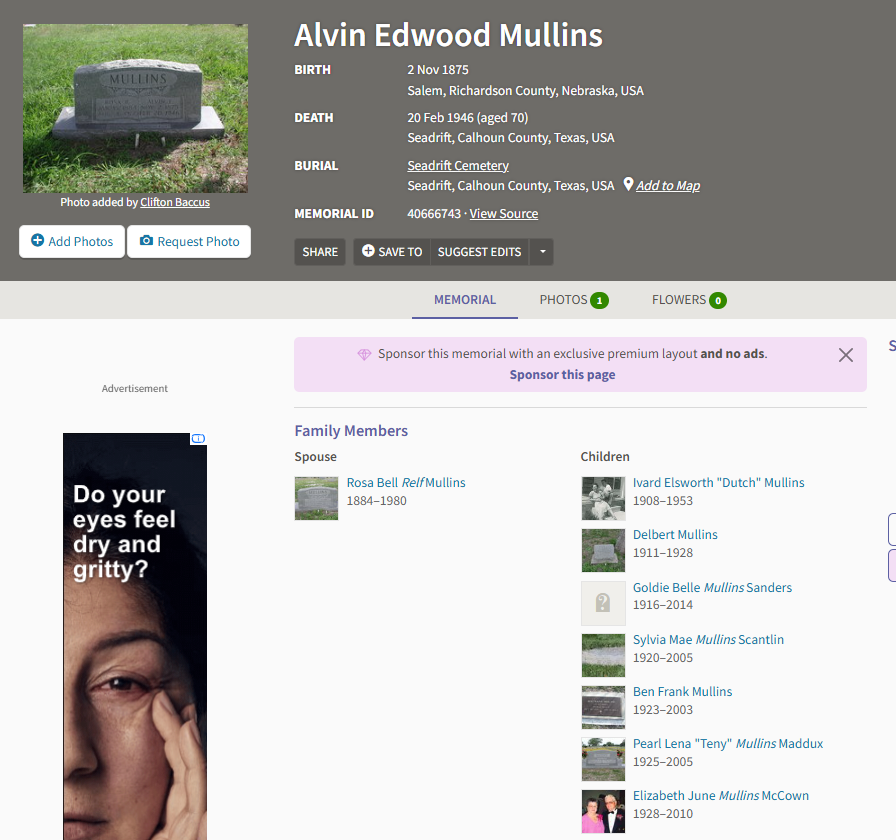 Alvin Edwood Mullins
BIRTH 2 Nov 1875
Salem, Richardson County, Nebraska, USA
DEATH 20 Feb 1946 (aged 70)
Seadrift, Calhoun County, Texas, USA
BURIAL Seadrift Cemetery
Seadrift, Calhoun County, Texas, USA Add to Map
MEMORIAL ID 40666743 · View Source
SHARE SAVE TO SUGGEST EDITS
MULLINS
Photo added by Clifton Baccus
Add Photos Request Photo
MEMORIAL PHOTOS 1 FLOWERS 0
Sponsor this memorial with an exclusive premium layout and no ads.
Sponsor this page
Advertisement
Do your
eyes feel
dry and
gritty?
Family Members
Spouse
Rosa Bell Relf Mullins
1884–1980
Children
Ivard Elsworth "Dutch" Mullins
1908–1953
Delbert Mullins
1911–1928
Goldie Belle Mullins Sanders
1916–2014
Sylvia Mae Mullins Scantlin
1920–2005
Ben Frank Mullins
1923–2003
Pearl Lena "Teny" Mullins Maddux
1925–2005
Elizabeth June Mullins McCown
1928–2010